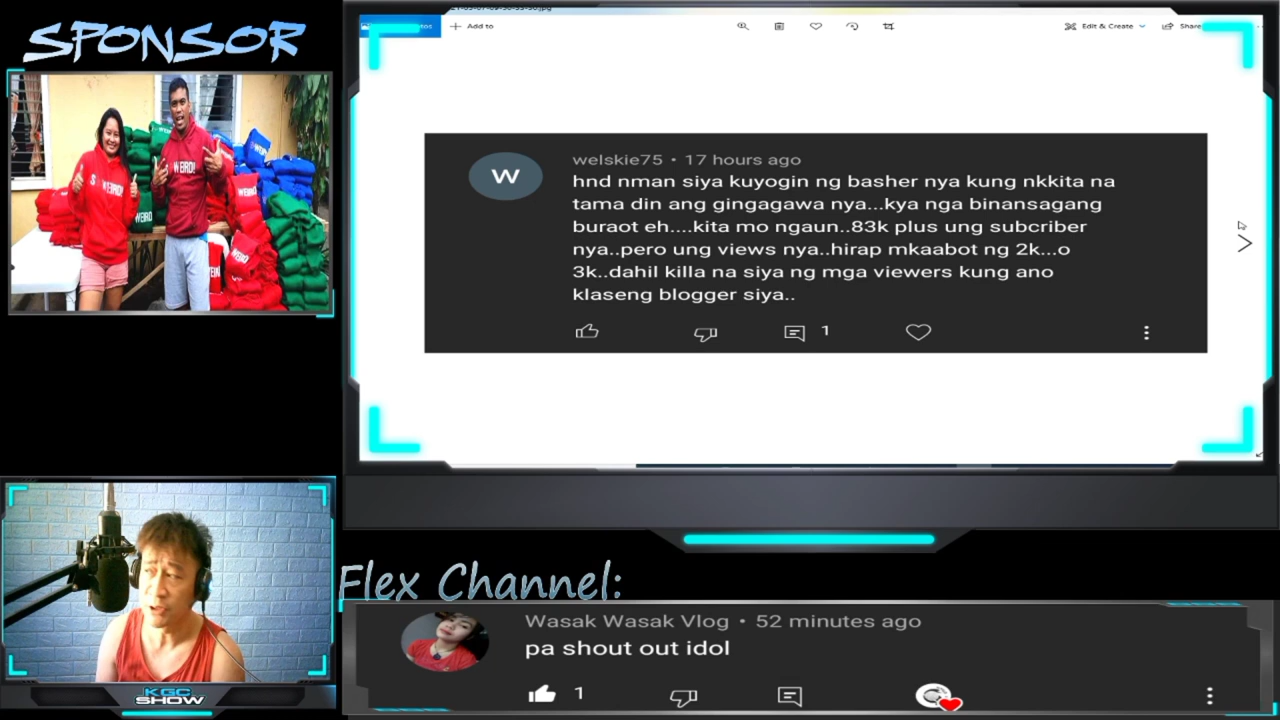 SPONSOR
Add to
Edit & Create
Share
W
welskie75 • 17 hours ago
hnd nman siya kuyogin ng basher nya kung nkkita na
tama din ang gingagawa nya...kya nga binansagang
buraot eh....kita mo ngaun..83k plus ung subcriber
nya..pero ung views nya..hirap mkaabot ng 2k...o
3k..dahil killa na siya ng mga viewers kung ano
klaseng blogger siya..
1
WEIRD!
WEIRD!
KGC
SHOW
Flex Channel:
Wasak Wasak Vlog • 52 minutes ago
pa shout out idol
1